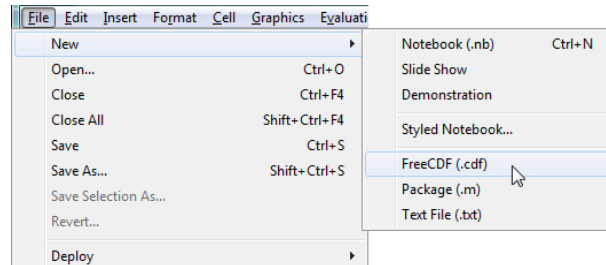 File Edit Insert Format Cell Graphics Evaluati
New
Open... Ctrl+O
Close Ctrl+F4
Close All Shift+Ctrl+F4
Save Ctrl+S
Save As... Shift+Ctrl+S
Save Selection As...
Revert...
Deploy
Notebook (.nb) Ctrl+N
Slide Show
Demonstration
Styled Notebook...
FreeCDF (.cdf)
Package (.m)
Text File (.txt)